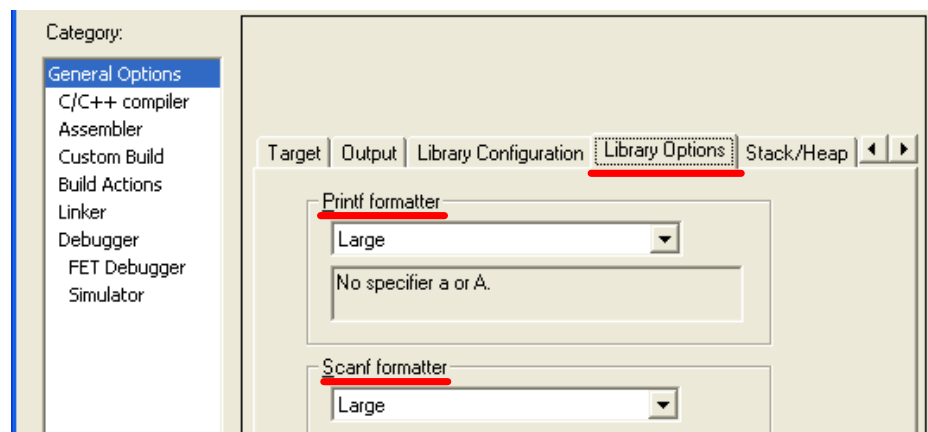 Category:
General Options
C/C++ compiler
Assembler
Custom Build
Build Actions
Linker
Debugger
FET Debugger
Simulator
Target Output Library Configuration Library Options Stack/Heap
Printf formatter
Large
No specifier a or A.
Scanf formatter
Large